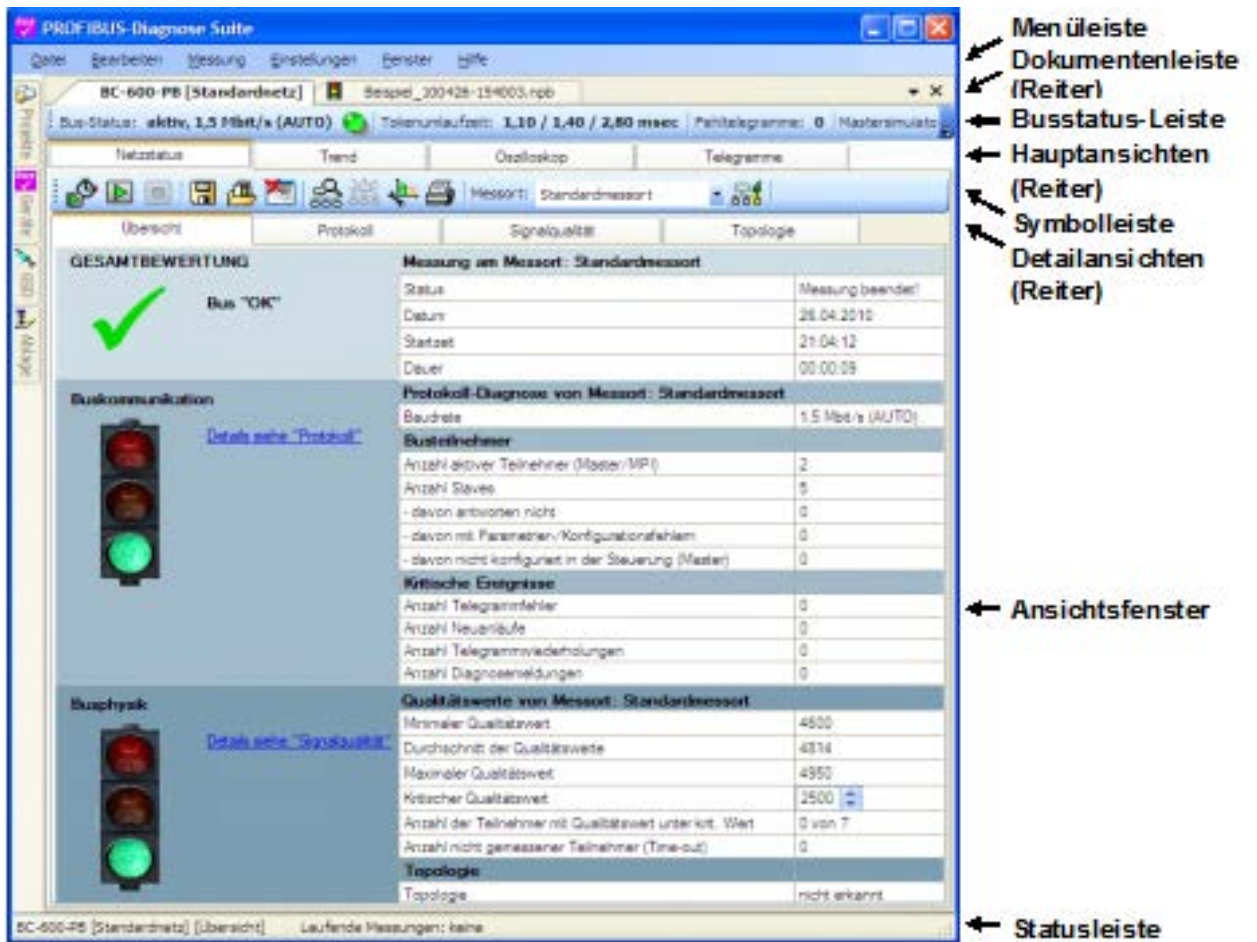 PROFIBUS-Diagnose Suite
Datei Bearbeiten Messung Einstellungen Fenster Hilfe
BC-600-PB [Standardnetz] Beispiel_100426-154003.npb
Bus-Status: aktiv, 1,5 Mbit/s (AUTO) Tokenumlaufzeit: 1,10 / 1,40 / 2,80 msec Fehltelegramme: 0 Mastersimulato
Netzstatus Trend Oszilloskop Telegramme
Messort: Standardmessort
Übersicht Protokoll Signalqualität Topologie
Projekte
Geräte
GSD
Ablage
GESAMTBEWERTUNG
Bus "OK"
Messung am Messort: Standardmessort
Status Messung beendet!
Datum 26.04.2010
Startzeit 21:04:12
Dauer 00:00:09
Buskommunikation
Details siehe "Protokoll"
Protokoll-Diagnose von Messort: Standardmessort
Baudrate 1.5 Mbit/s (AUTO)
Busteilnehmer
Anzahl aktiver Teilnehmer (Master/MPI) 2
Anzahl Slaves 5
- davon antworten nicht 0
- davon mit Parametrier-/Konfigurationsfehlern 0
- davon nicht konfiguriert in der Steuerung (Master) 0
Kritische Ereignisse
Anzahl Telegrammfehler 0
Anzahl Neuanläufe 0
Anzahl Telegrammwiederholungen 0
Anzahl Diagnosemeldungen 0
Busphysik
Details siehe "Signalqualität"
Qualitätswerte von Messort: Standardmessort
Minimaler Qualitätswert 4600
Durchschnitt der Qualitätswerte 4814
Maximaler Qualitätswert 4950
Kritischer Qualitätswert 2500
Anzahl der Teilnehmer mit Qualitätswert unter krit. Wert 0 von 7
Anzahl nicht gemessener Teilnehmer (Time-out) 0
Topologie
Topologie nicht erkannt
BC-600-PB [Standardnetz] [Übersicht] Laufende Messungen: keine
Menüleiste
Dokumentenleiste
(Reiter)
Busstatus-Leiste
Hauptansichten
(Reiter)
Symbolleiste
Detailansichten
(Reiter)
Ansichtsfenster
Statusleiste